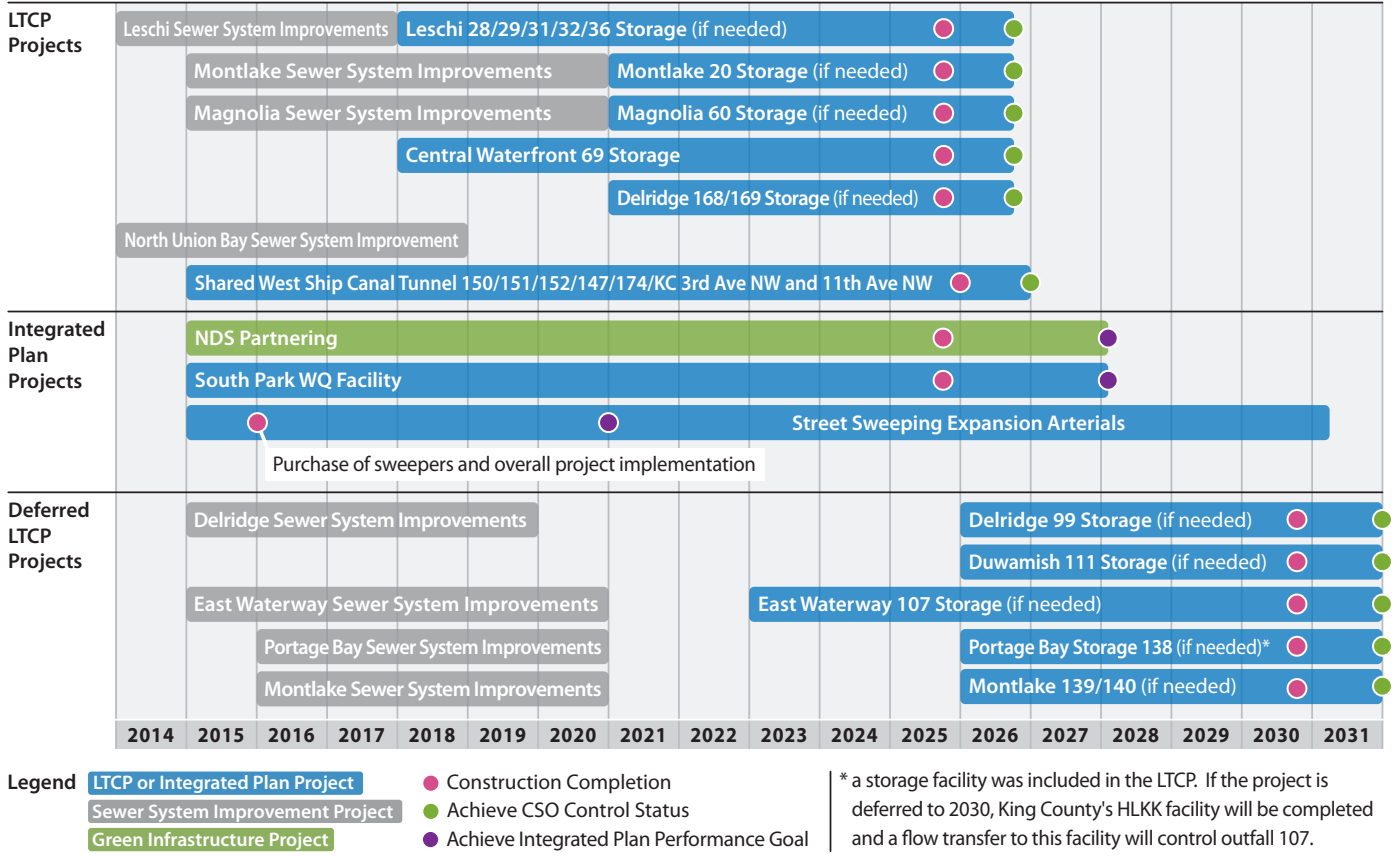 LTCP
Projects
Leschi Sewer System Improvements
Leschi 28/29/31/32/36 Storage (if needed)
Montlake Sewer System Improvements
Montlake 20 Storage (if needed)
Magnolia Sewer System Improvements
Magnolia 60 Storage (if needed)
Central Waterfront 69 Storage
Delridge 168/169 Storage (if needed)
North Union Bay Sewer System Improvement
Shared West Ship Canal Tunnel 150/151/152/147/174/KC 3rd Ave NW and 11th Ave NW
Integrated
Plan
Projects
NDS Partnering
South Park WQ Facility
Street Sweeping Expansion Arterials
Purchase of sweepers and overall project implementation
Deferred
LTCP
Projects
Delridge Sewer System Improvements
Delridge 99 Storage (if needed)
Duwamish 111 Storage (if needed)
East Waterway Sewer System Improvements
East Waterway 107 Storage (if needed)
Portage Bay Sewer System Improvements
Portage Bay Storage 138 (if needed)*
Montlake Sewer System Improvements
Montlake 139/140 (if needed)
2014 2015 2016 2017 2018 2019 2020 2021 2022 2023 2024 2025 2026 2027 2028 2029 2030 2031
Legend
LTCP or Integrated Plan Project
Sewer System Improvement Project
Green Infrastructure Project
Construction Completion
Achieve CSO Control Status
Achieve Integrated Plan Performance Goal
* a storage facility was included in the LTCP. If the project is
deferred to 2030, King County's HLKK facility will be completed
and a flow transfer to this facility will control outfall 107.